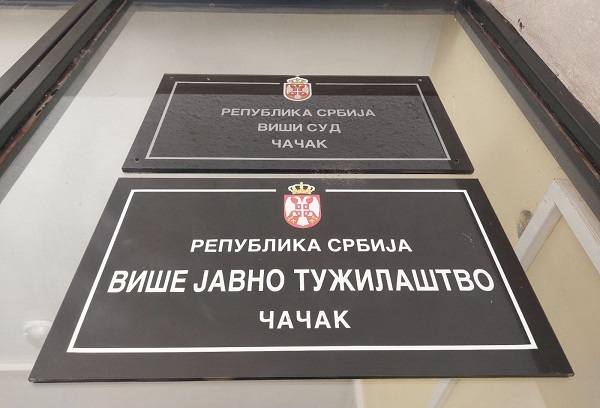 РЕПУБЛИКА СРБИЈА
ВИШИ СУД
ЧАЧАК
РЕПУБЛИКА СРБИЈА
ВИШЕ ЈАВНО ТУЖИЛАШТВО
ЧАЧАК